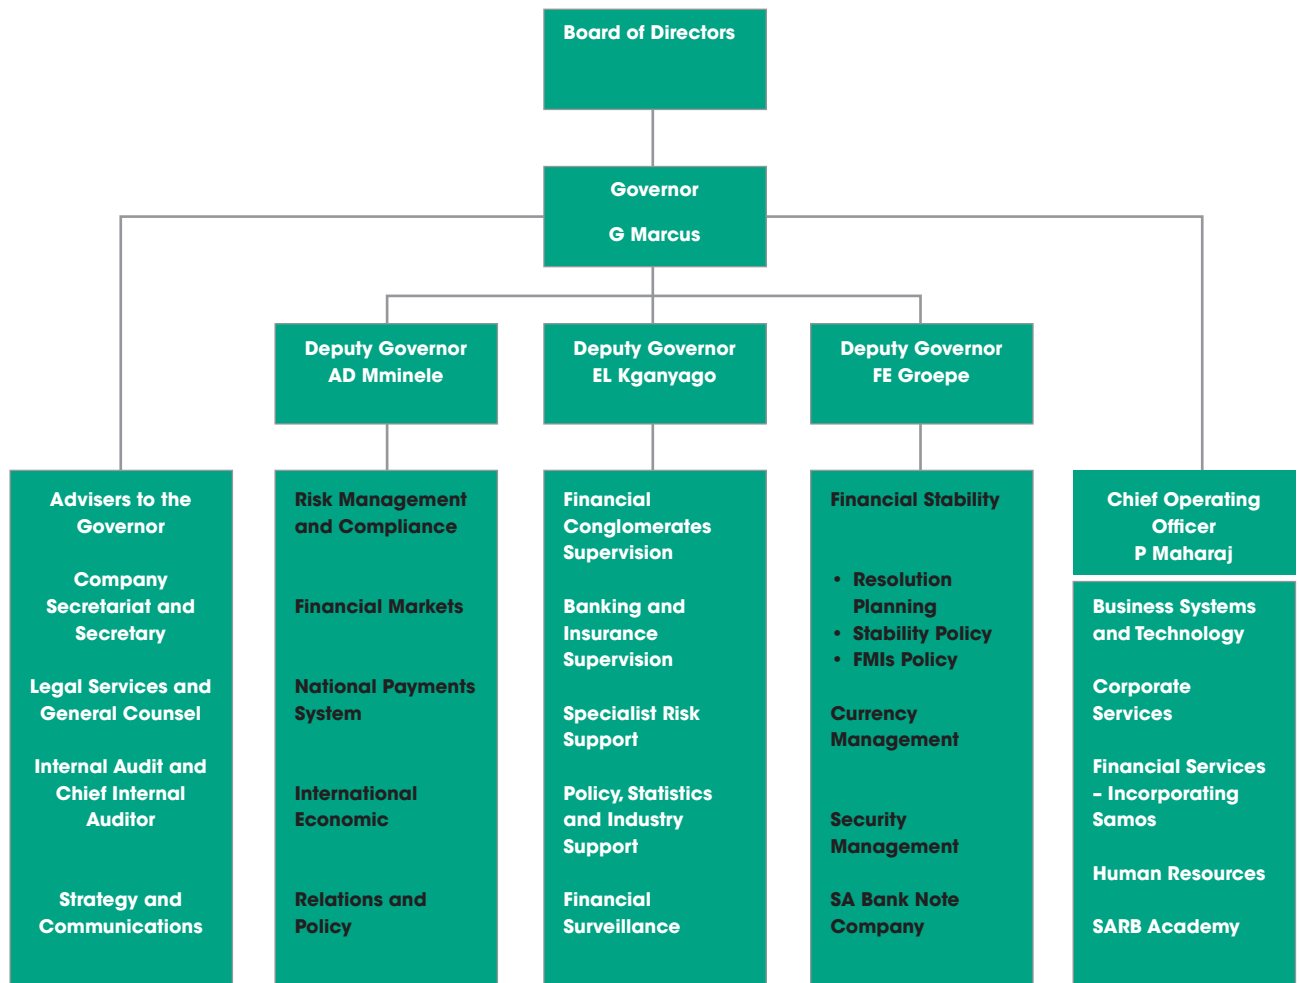 Board of Directors
Governor
G Marcus
Deputy Governor
AD Mminele
Deputy Governor
EL Kganyago
Deputy Governor
FE Groepe
Advisers to the
Governor
Company
Secretariat and
Secretary
Legal Services and
General Counsel
Internal Audit and
Chief Internal
Auditor
Strategy and
Communications
Risk Management
and Compliance
Financial Markets
National Payments
System
International
Economic
Relations and
Policy
Financial
Conglomerates
Supervision
Banking and
Insurance
Supervision
Specialist Risk
Support
Policy, Statistics
and Industry
Support
Financial
Surveillance
Financial Stability
• Resolution
Planning
• Stability Policy
• FMIs Policy
Currency
Management
Security
Management
SA Bank Note
Company
Chief Operating
Officer
P Maharaj
Business Systems
and Technology
Corporate
Services
Financial Services
– Incorporating
Samos
Human Resources
SARB Academy